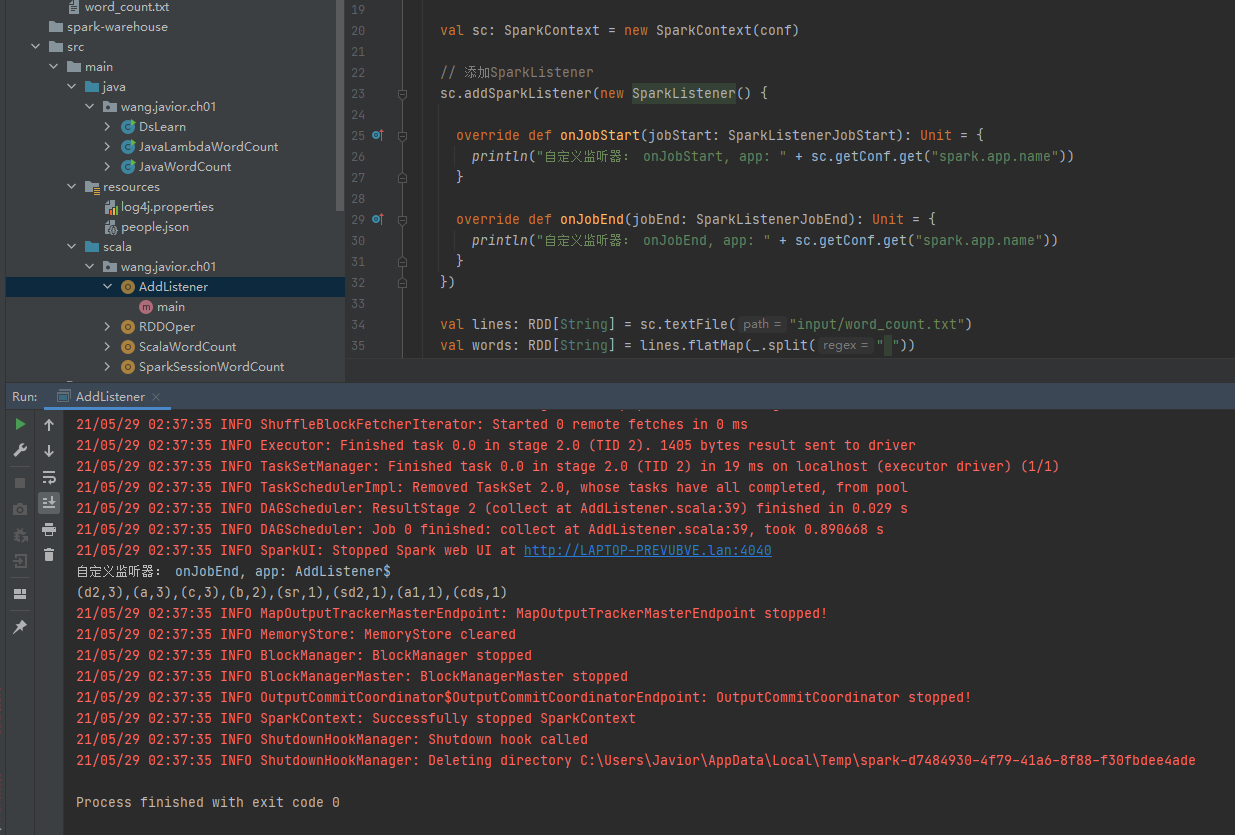 word_count.txt
spark-warehouse
src
main
java
wang.javior.ch01
DsLearn
JavaLambdaWordCount
JavaWordCount
resources
log4j.properties
people.json
scala
wang.javior.ch01
AddListener
main
RDDOper
ScalaWordCount
SparkSessionWordCount
19
20 val sc: SparkContext = new SparkContext(conf)
21
22 // 添加SparkListener
23 sc.addSparkListener(new SparkListener() {
24
25 override def onJobStart(jobStart: SparkListenerJobStart): Unit = {
26 println("自定义监听器： onJobStart, app: " + sc.getConf.get("spark.app.name"))
27 }
28
29 override def onJobEnd(jobEnd: SparkListenerJobEnd): Unit = {
30 println("自定义监听器： onJobEnd, app: " + sc.getConf.get("spark.app.name"))
31 }
32 })
33
34 val lines: RDD[String] = sc.textFile( path = "input/word_count.txt")
35 val words: RDD[String] = lines.flatMap(_.split( regex = " "))
Run: AddListener
21/05/29 02:37:35 INFO ShuffleBlockFetcherIterator: Started 0 remote fetches in 0 ms
21/05/29 02:37:35 INFO Executor: Finished task 0.0 in stage 2.0 (TID 2). 1405 bytes result sent to driver
21/05/29 02:37:35 INFO TaskSetManager: Finished task 0.0 in stage 2.0 (TID 2) in 19 ms on localhost (executor driver) (1/1)
21/05/29 02:37:35 INFO TaskSchedulerImpl: Removed TaskSet 2.0, whose tasks have all completed, from pool
21/05/29 02:37:35 INFO DAGScheduler: ResultStage 2 (collect at AddListener.scala:39) finished in 0.029 s
21/05/29 02:37:35 INFO DAGScheduler: Job 0 finished: collect at AddListener.scala:39, took 0.890668 s
21/05/29 02:37:35 INFO SparkUI: Stopped Spark web UI at http://LAPTOP-PREVUBVE.lan:4040
自定义监听器： onJobEnd, app: AddListener$
(d2,3),(a,3),(c,3),(b,2),(sr,1),(sd2,1),(a1,1),(cds,1)
21/05/29 02:37:35 INFO MapOutputTrackerMasterEndpoint: MapOutputTrackerMasterEndpoint stopped!
21/05/29 02:37:35 INFO MemoryStore: MemoryStore cleared
21/05/29 02:37:35 INFO BlockManager: BlockManager stopped
21/05/29 02:37:35 INFO BlockManagerMaster: BlockManagerMaster stopped
21/05/29 02:37:35 INFO OutputCommitCoordinator$OutputCommitCoordinatorEndpoint: OutputCommitCoordinator stopped!
21/05/29 02:37:35 INFO SparkContext: Successfully stopped SparkContext
21/05/29 02:37:35 INFO ShutdownHookManager: Shutdown hook called
21/05/29 02:37:35 INFO ShutdownHookManager: Deleting directory C:\Users\Javior\AppData\Local\Temp\spark-d7484930-4f79-41a6-8f88-f30fbdee4ade
Process finished with exit code 0